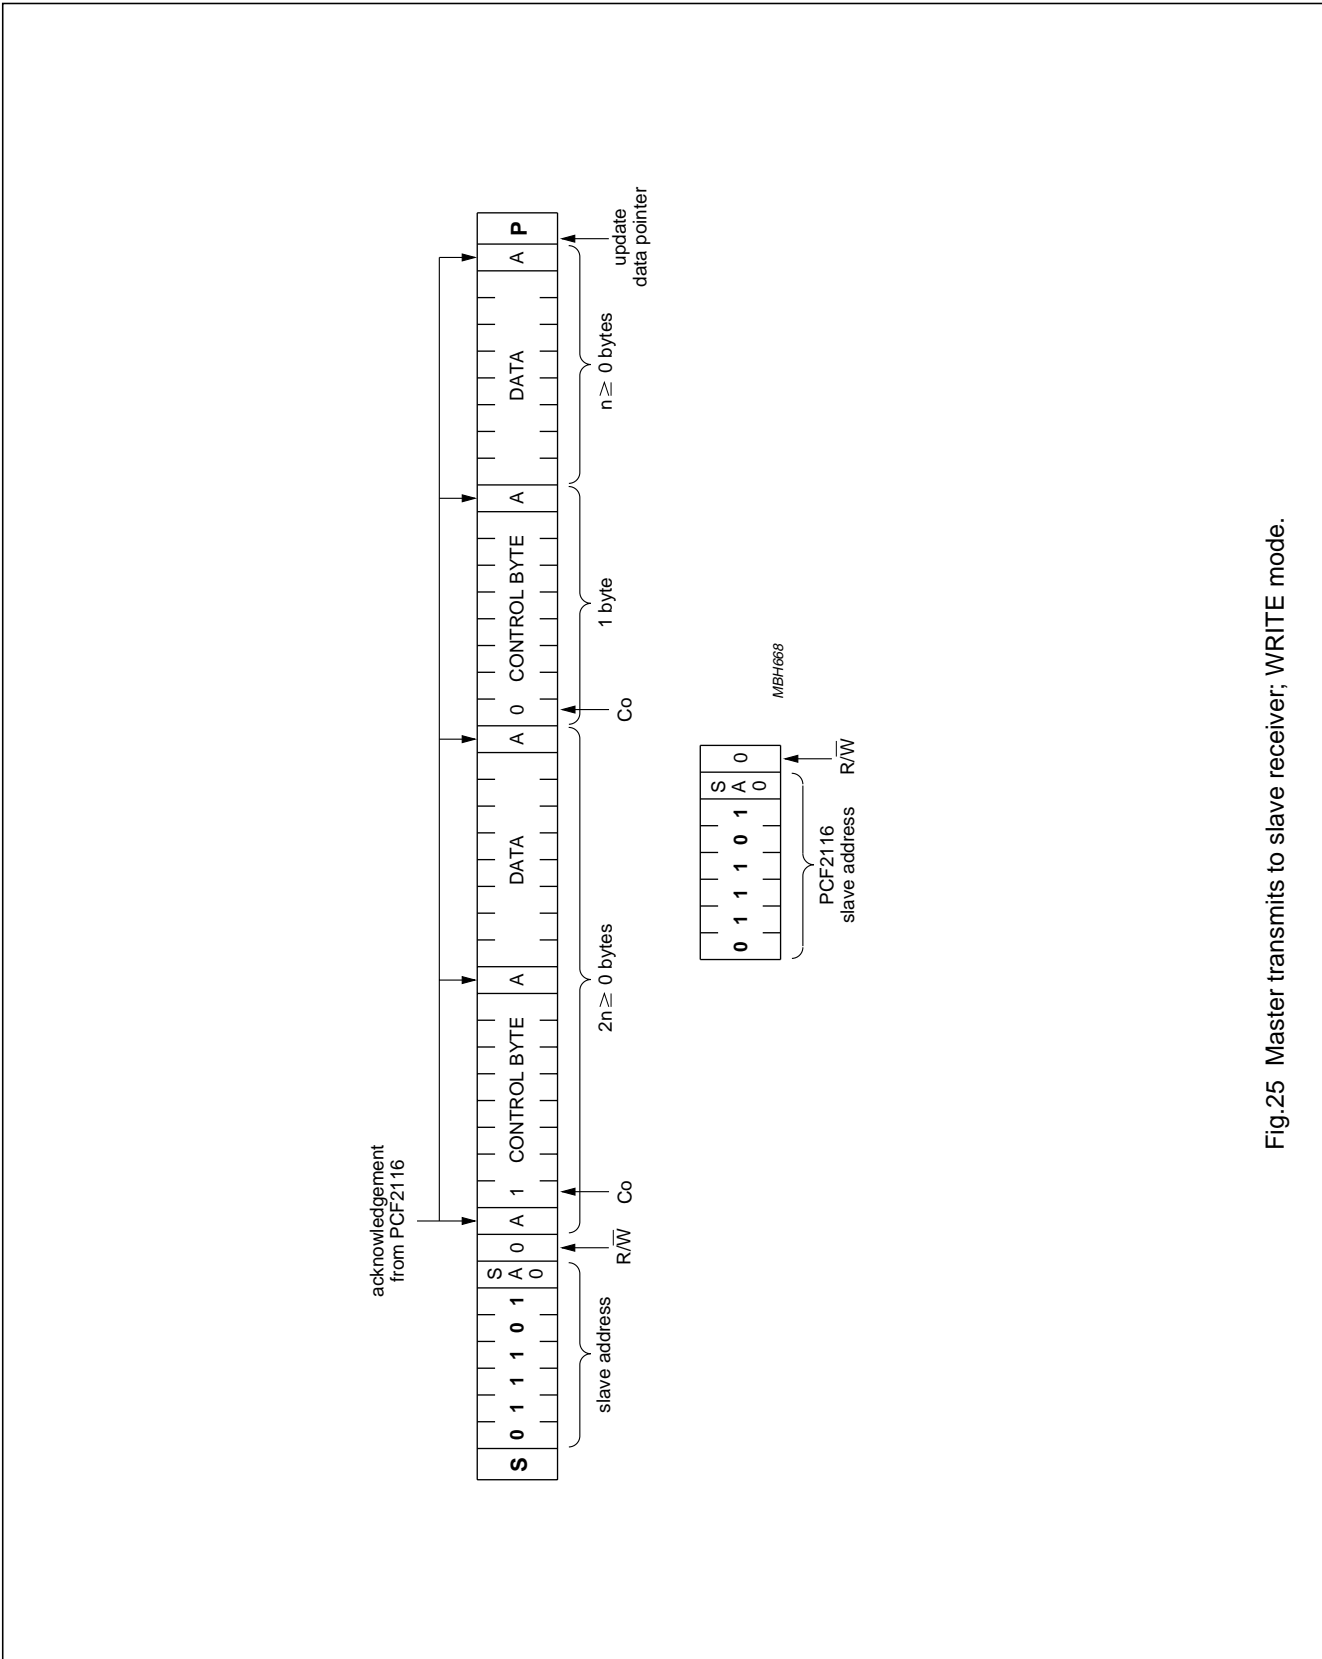 acknowledgement
from PCF2116
S 0 1 1 1 0 1 S A 0 0 A 1 CONTROL BYTE A DATA A 0 CONTROL BYTE A DATA A P
slave address
R/W̅
Co
2n ≥ 0 bytes
Co
1 byte
n ≥ 0 bytes
update
data pointer
0 1 1 1 0 1 S A 0 0
PCF2116
slave address
R/W̅
MBH668
Fig.25 Master transmits to slave receiver; WRITE mode.